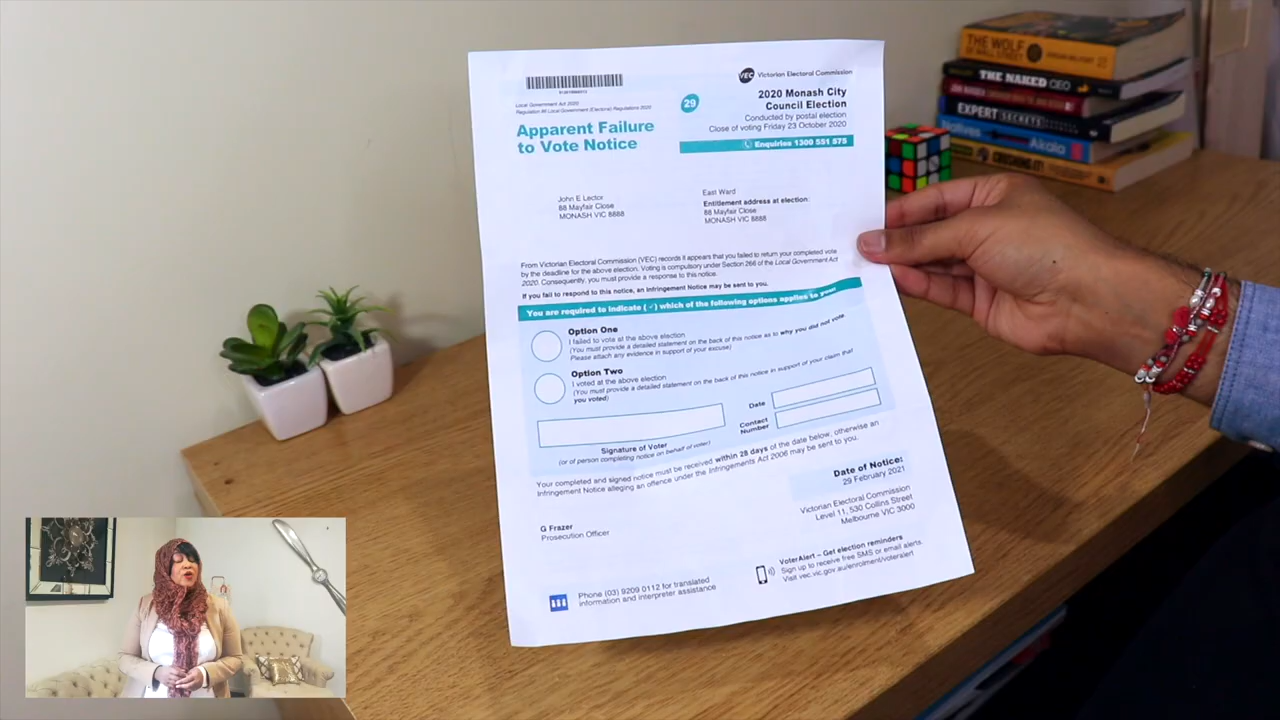 VEC Victorian Electoral Commission
Local Government Act 2020
Apparent Failure
to Vote Notice
29
2020 Monash City
Council Election
Conducted by postal election
Close of voting Friday 23 October 2020
Enquiries 1300 551 575
John E Lector
88 Mayfair Close
MONASH VIC 8888
East Ward
Entitlement address at election:
88 Mayfair Close
MONASH VIC 8888
From Victorian Electoral Commission (VEC) records it appears that you failed to return your completed vote
by the deadline for the above election. Voting is compulsory under Section 266 of the Local Government Act
2020. Consequently, you must provide a response to this notice.
If you fail to respond to this notice, an Infringement Notice may be sent to you.
You are required to indicate (✓) which of the following options applies to you:
Option One
I failed to vote at the above election
(You must provide a detailed statement on the back of this notice as to why you did not vote.
Please attach any evidence in support of your excuse)
Option Two
I voted at the above election
(You must provide a detailed statement on the back of this notice in support of your claim that
you voted)
Signature of Voter
(or of person completing notice on behalf of voter)
Date
Contact
Number
Your completed and signed notice must be received within 28 days of the date below, otherwise an
Infringement Notice alleging an offence under the Infringements Act 2006 may be sent to you.
Date of Notice:
29 February 2021
G Frazer
Prosecution Officer
Victorian Electoral Commission
Level 11, 530 Collins Street
Melbourne VIC 3000
Phone (03) 9209 0112 for translated
information and interpreter assistance
VoterAlert – Get election reminders
Sign up to receive free SMS or email alerts
Visit vec.vic.gov.au/enrolment/voteralert
THE WOLF
OF WALL STREET
THE NAKED CEO
EXPERT SECRETS
Natives Akala
CRUSHING IT!